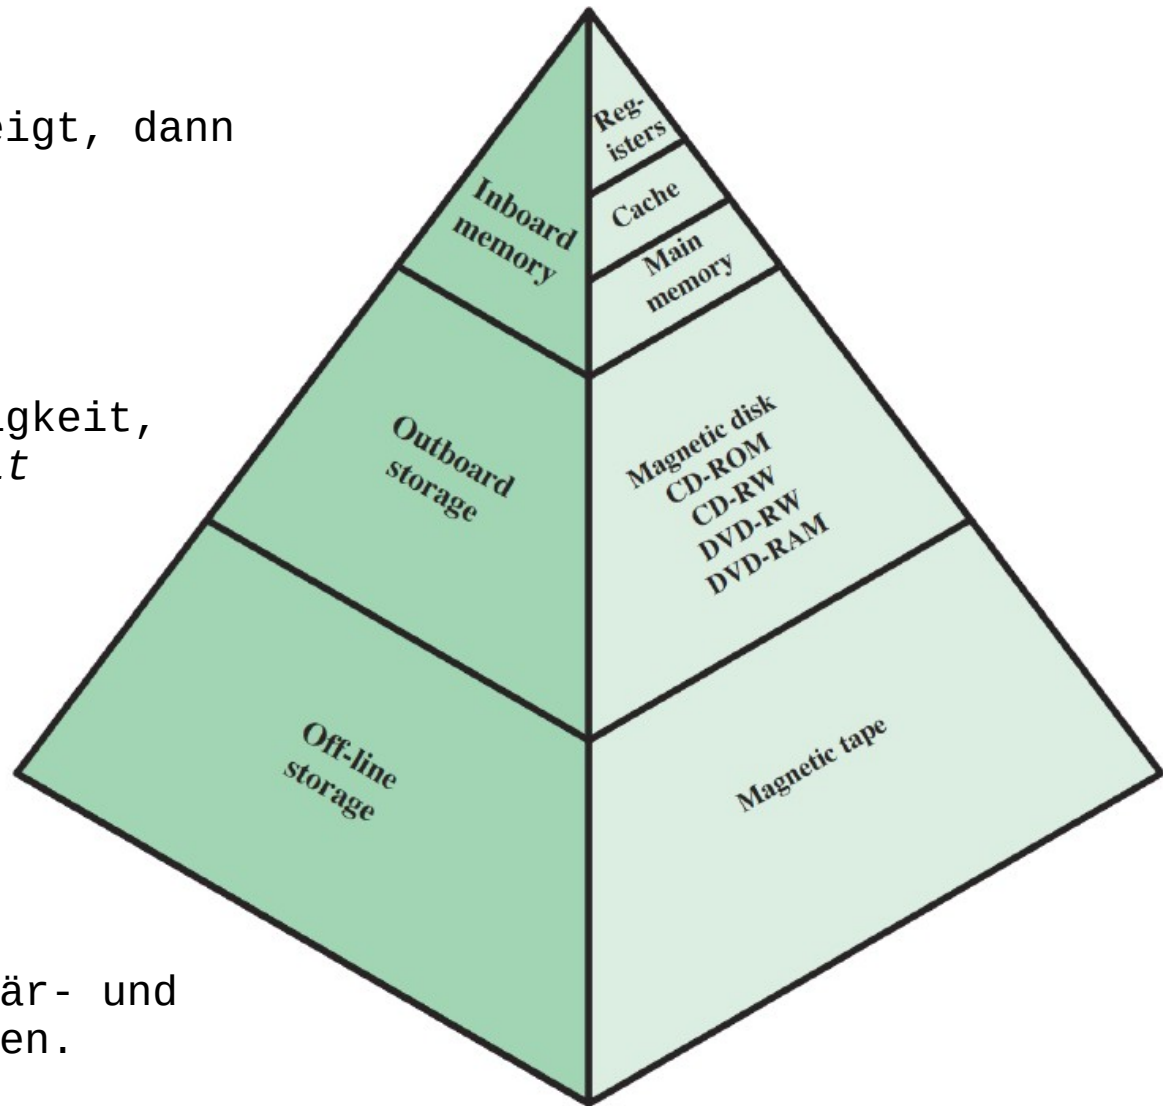 eigt, dann
igkeit,
it
är- und
en.
Inboard
memory
Reg-
isters
Cache
Main
memory
Outboard
storage
Magnetic disk
CD-ROM
CD-RW
DVD-RW
DVD-RAM
Off-line
storage
Magnetic tape